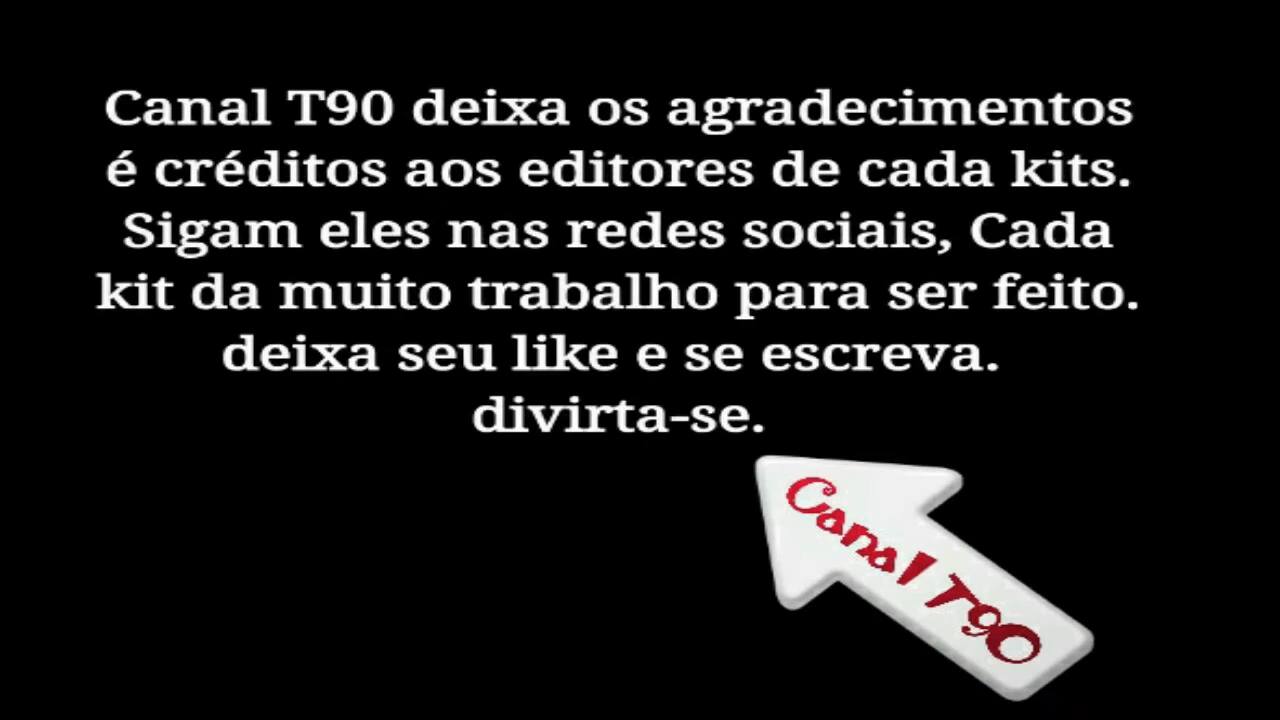 Canal T90 deixa os agradecimentos
é créditos aos editores de cada kits.
Sigam eles nas redes sociais, Cada
kit da muito trabalho para ser feito.
deixa seu like e se escreva.
divirta-se.
Canal T90